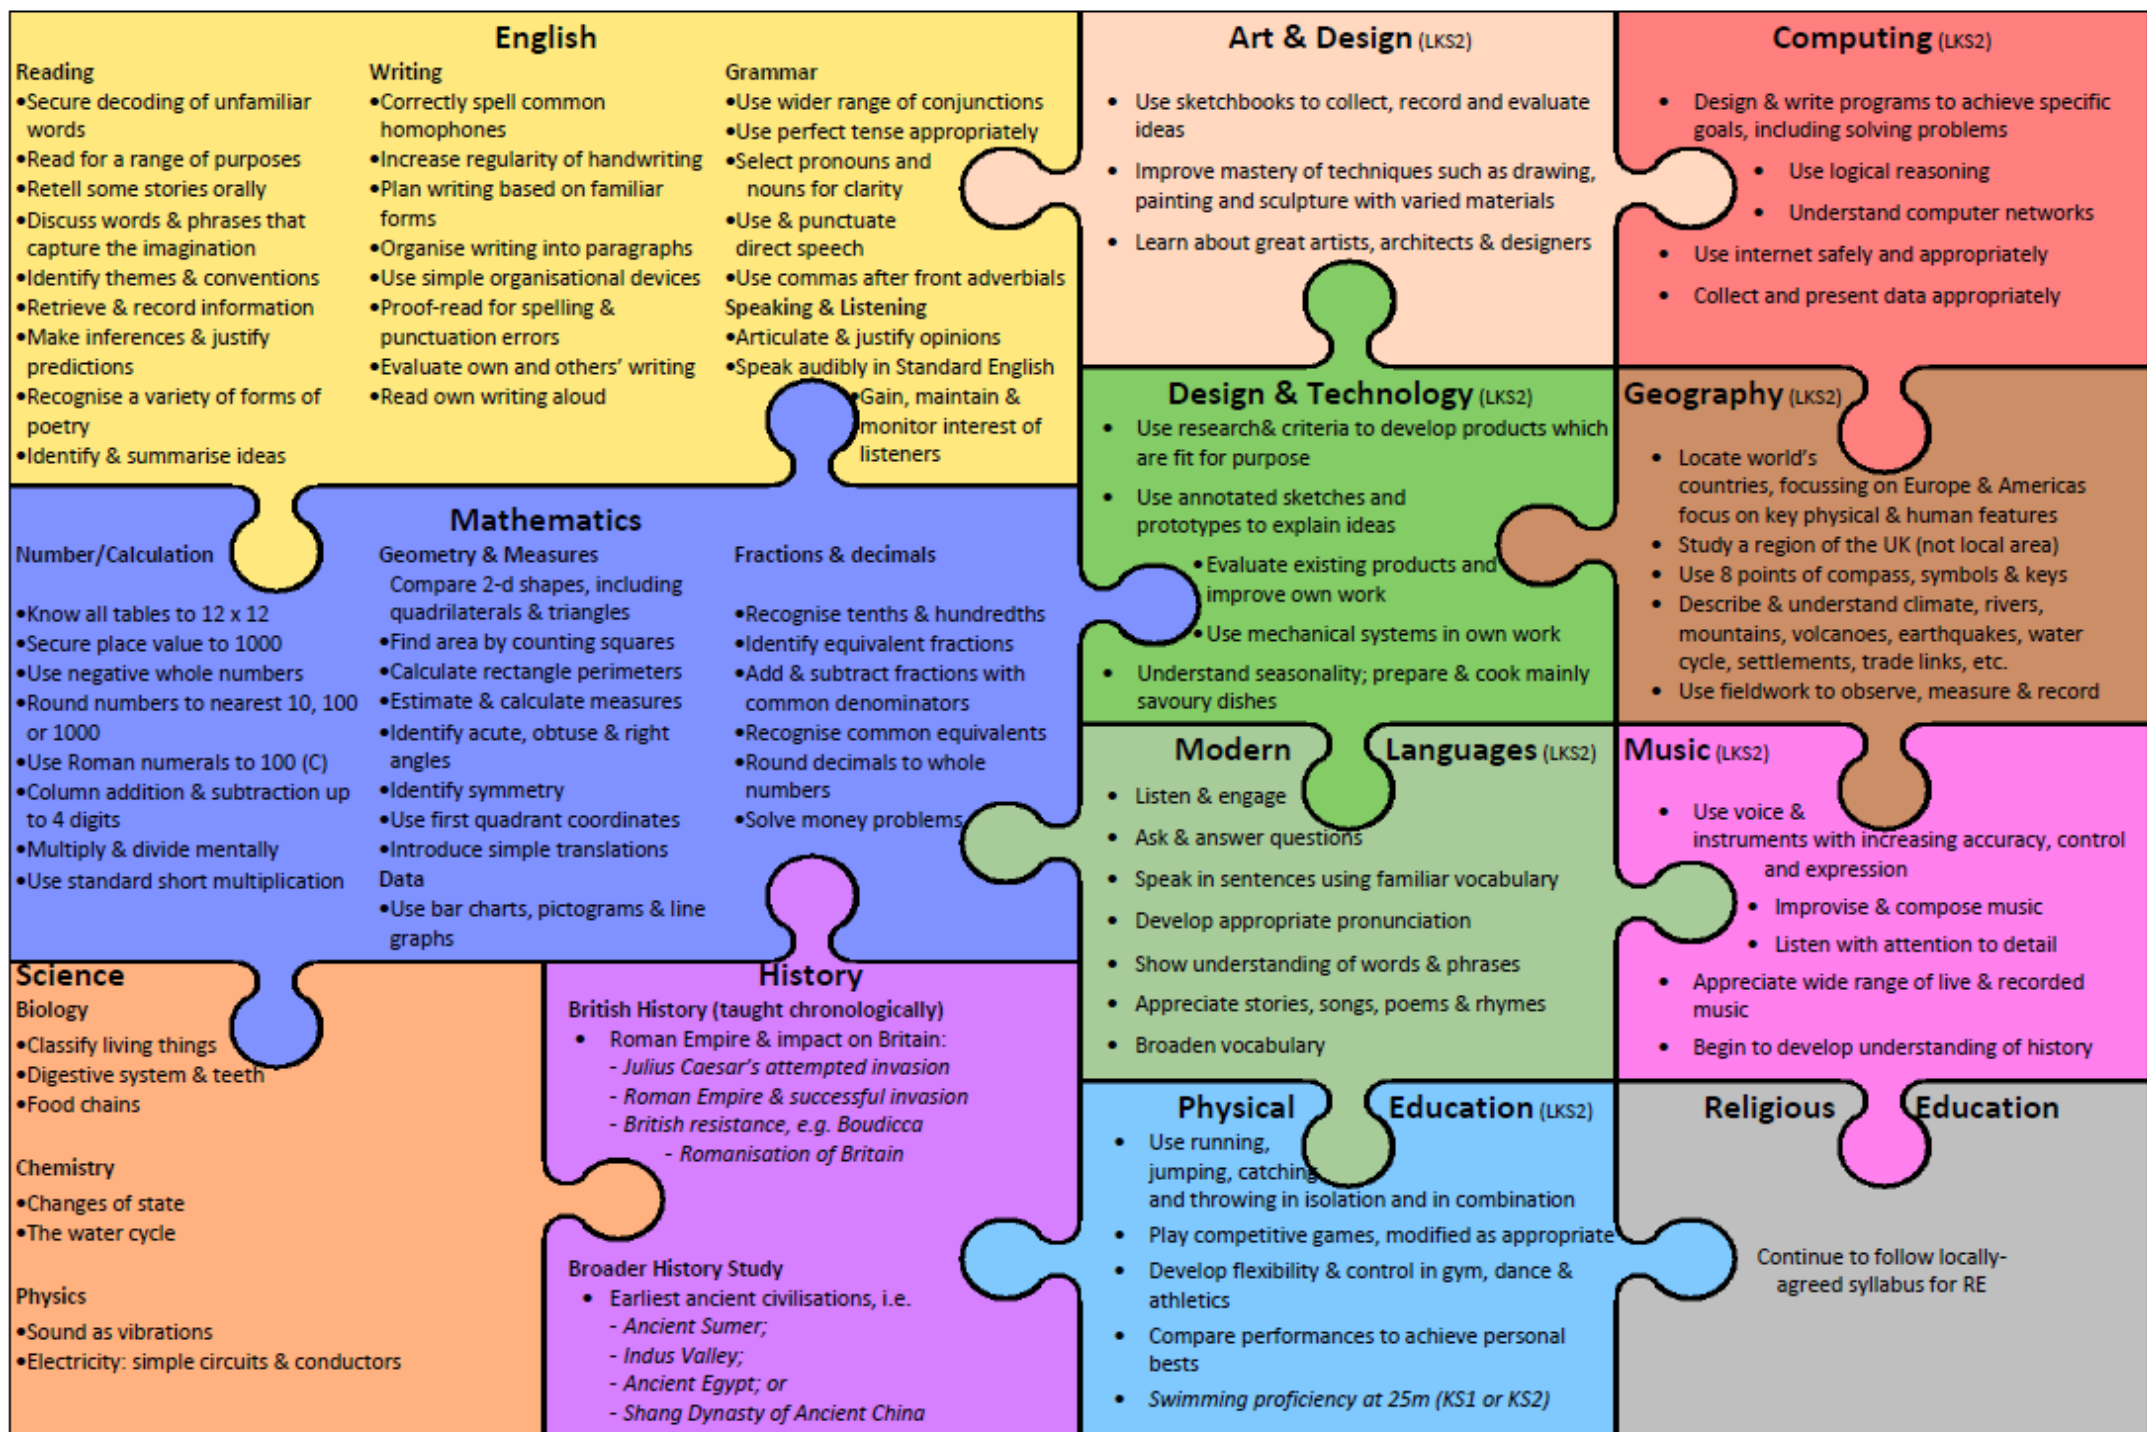 English
Reading
•Secure decoding of unfamiliar
words
•Read for a range of purposes
•Retell some stories orally
•Discuss words & phrases that
capture the imagination
•Identify themes & conventions
•Retrieve & record information
•Make inferences & justify
predictions
•Recognise a variety of forms of
poetry
•Identify & summarise ideas
Writing
•Correctly spell common
homophones
•Increase regularity of handwriting
•Plan writing based on familiar
forms
•Organise writing into paragraphs
•Use simple organisational devices
•Proof-read for spelling &
punctuation errors
•Evaluate own and others’ writing
•Read own writing aloud
Grammar
•Use wider range of conjunctions
•Use perfect tense appropriately
•Select pronouns and
nouns for clarity
•Use & punctuate
direct speech
•Use commas after front adverbials
Speaking & Listening
•Articulate & justify opinions
•Speak audibly in Standard English
•Gain, maintain &
monitor interest of
listeners
Art & Design (LKS2)
• Use sketchbooks to collect, record and evaluate
ideas
• Improve mastery of techniques such as drawing,
painting and sculpture with varied materials
• Learn about great artists, architects & designers
Computing (LKS2)
• Design & write programs to achieve specific
goals, including solving problems
• Use logical reasoning
• Understand computer networks
• Use internet safely and appropriately
• Collect and present data appropriately
Mathematics
Number/Calculation
•Know all tables to 12 x 12
•Secure place value to 1000
•Use negative whole numbers
•Round numbers to nearest 10, 100
or 1000
•Use Roman numerals to 100 (C)
•Column addition & subtraction up
to 4 digits
•Multiply & divide mentally
•Use standard short multiplication
Geometry & Measures
Compare 2-d shapes, including
quadrilaterals & triangles
•Find area by counting squares
•Calculate rectangle perimeters
•Estimate & calculate measures
•Identify acute, obtuse & right
angles
•Identify symmetry
•Use first quadrant coordinates
•Introduce simple translations
Data
•Use bar charts, pictograms & line
graphs
Fractions & decimals
•Recognise tenths & hundredths
•Identify equivalent fractions
•Add & subtract fractions with
common denominators
•Recognise common equivalents
•Round decimals to whole
numbers
•Solve money problems
Design & Technology (LKS2)
• Use research& criteria to develop products which
are fit for purpose
• Use annotated sketches and
prototypes to explain ideas
•Evaluate existing products and
improve own work
•Use mechanical systems in own work
• Understand seasonality; prepare & cook mainly
savoury dishes
Geography (LKS2)
• Locate world’s
countries, focussing on Europe & Americas
focus on key physical & human features
• Study a region of the UK (not local area)
• Use 8 points of compass, symbols & keys
• Describe & understand climate, rivers,
mountains, volcanoes, earthquakes, water
cycle, settlements, trade links, etc.
• Use fieldwork to observe, measure & record
Modern Languages (LKS2)
• Listen & engage
• Ask & answer questions
• Speak in sentences using familiar vocabulary
• Develop appropriate pronunciation
• Show understanding of words & phrases
• Appreciate stories, songs, poems & rhymes
• Broaden vocabulary
Music (LKS2)
• Use voice &
instruments with increasing accuracy, control
and expression
• Improvise & compose music
• Listen with attention to detail
• Appreciate wide range of live & recorded
music
• Begin to develop understanding of history
Science
Biology
•Classify living things
•Digestive system & teeth
•Food chains
Chemistry
•Changes of state
•The water cycle
Physics
•Sound as vibrations
•Electricity: simple circuits & conductors
History
British History (taught chronologically)
• Roman Empire & impact on Britain:
- Julius Caesar’s attempted invasion
- Roman Empire & successful invasion
- British resistance, e.g. Boudicca
- Romanisation of Britain
Broader History Study
• Earliest ancient civilisations, i.e.
- Ancient Sumer;
- Indus Valley;
- Ancient Egypt; or
- Shang Dynasty of Ancient China
Physical Education (LKS2)
• Use running,
jumping, catching
and throwing in isolation and in combination
• Play competitive games, modified as appropriate
• Develop flexibility & control in gym, dance &
athletics
• Compare performances to achieve personal
bests
• Swimming proficiency at 25m (KS1 or KS2)
Religious Education
Continue to follow locally-
agreed syllabus for RE